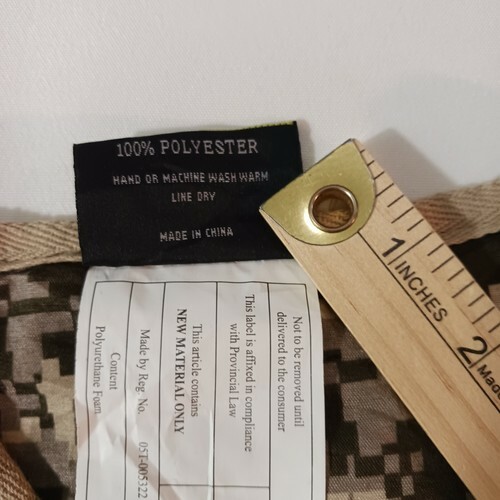 100% POLYESTER
HAND OR MACHINE WASH WARM
LINE DRY
MADE IN CHINA
Not to be removed until
delivered to the consumer
This label is affixed in compliance
with Provincial Law
This article contains
NEW MATERIAL ONLY
Made by Reg. No.
Content
Polyurethane Foam
1 INCHES
2